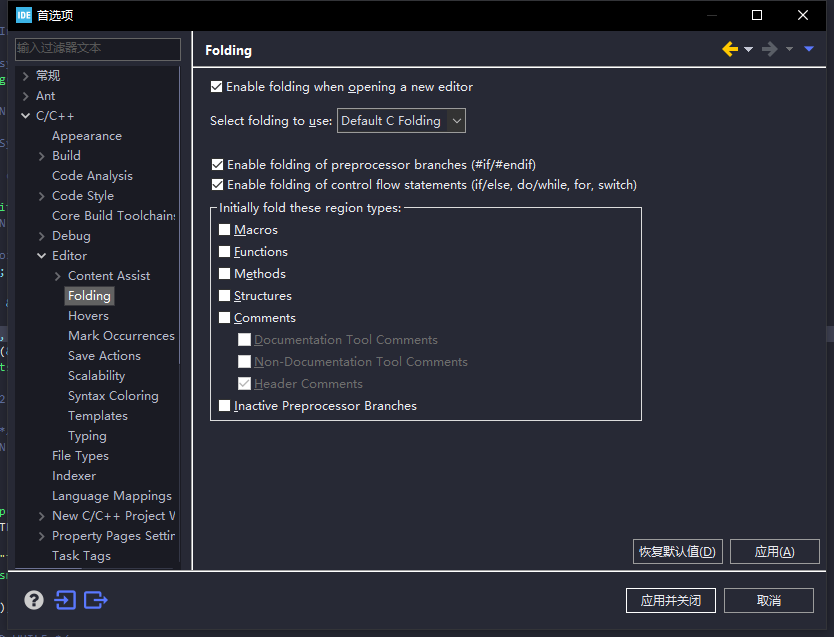 IDE 首选项
输入过滤器文本
常规
Ant
C/C++
Appearance
Build
Code Analysis
Code Style
Core Build Toolchains
Debug
Editor
Content Assist
Folding
Hovers
Mark Occurrences
Save Actions
Scalability
Syntax Coloring
Templates
Typing
File Types
Indexer
Language Mappings
New C/C++ Project W
Property Pages Settin
Task Tags
Folding
Enable folding when opening a new editor
Select folding to use: Default C Folding
Enable folding of preprocessor branches (#if/#endif)
Enable folding of control flow statements (if/else, do/while, for, switch)
Initially fold these region types:
Macros
Functions
Methods
Structures
Comments
Documentation Tool Comments
Non-Documentation Tool Comments
Header Comments
Inactive Preprocessor Branches
恢复默认值(D) 应用(A)
应用并关闭 取消